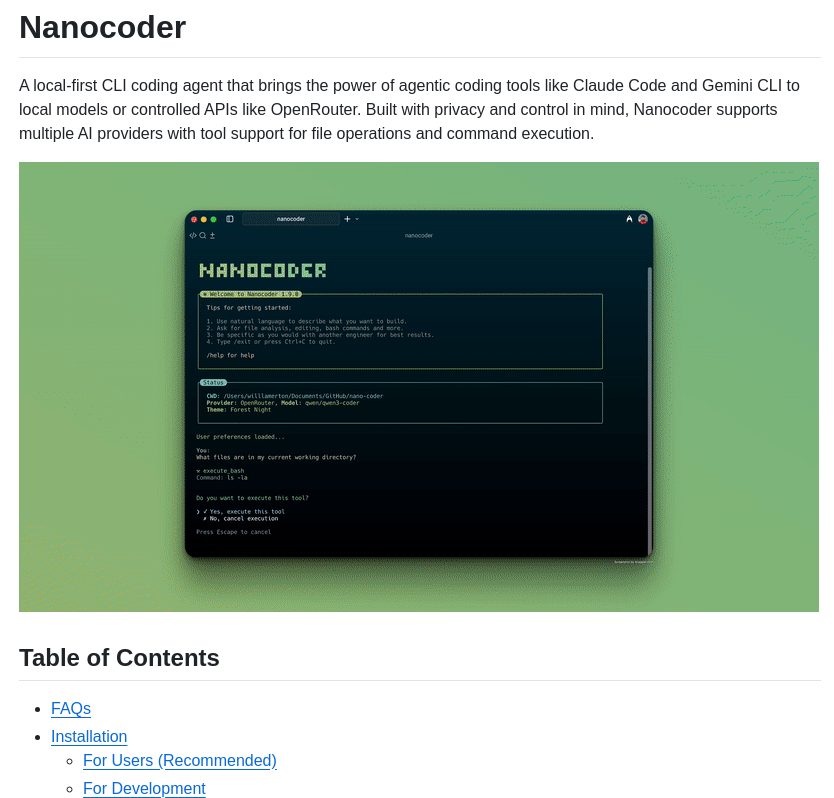 Nanocoder
A local-first CLI coding agent that brings the power of agentic coding tools like Claude Code and Gemini CLI to
local models or controlled APIs like OpenRouter. Built with privacy and control in mind, Nanocoder supports
multiple AI providers with tool support for file operations and command execution.
nanocoder
nanocoder
NANOCODER
Welcome to Nanocoder 1.9.0
Tips for getting started:
1. Use natural language to describe what you want to build.
2. Ask for file analysis, editing, bash commands and more.
3. Be specific as you would with another engineer for best results.
4. Type /exit or press Ctrl+C to quit.
/help for help
Status
CWD: /Users/willlamerton/Documents/GitHub/nano-coder
Provider: OpenRouter, Model: qwen/qwen3-coder
Theme: Forest Night
User preferences loaded...
You:
What files are in my current working directory?
⚒ execute_bash
Command: ls -la
Do you want to execute this tool?
❯ ✓ Yes, execute this tool
✗ No, cancel execution
Press Escape to cancel
Table of Contents
FAQs
Installation
For Users (Recommended)
For Development